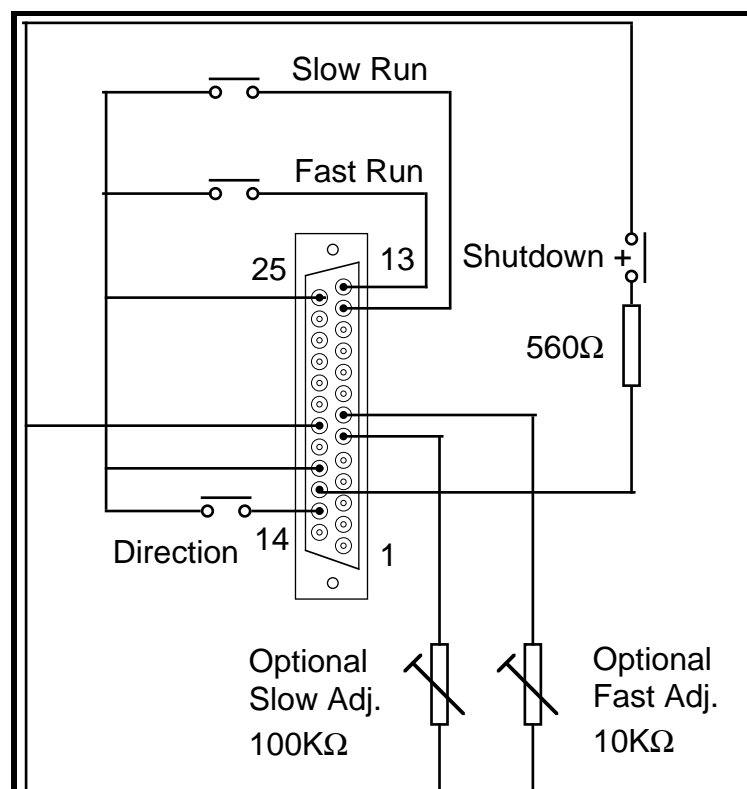 Slow Run
Fast Run
25
13
Shutdown +
560Ω
Direction
14
1
Optional
Slow Adj.
100KΩ
Optional
Fast Adj.
10KΩ